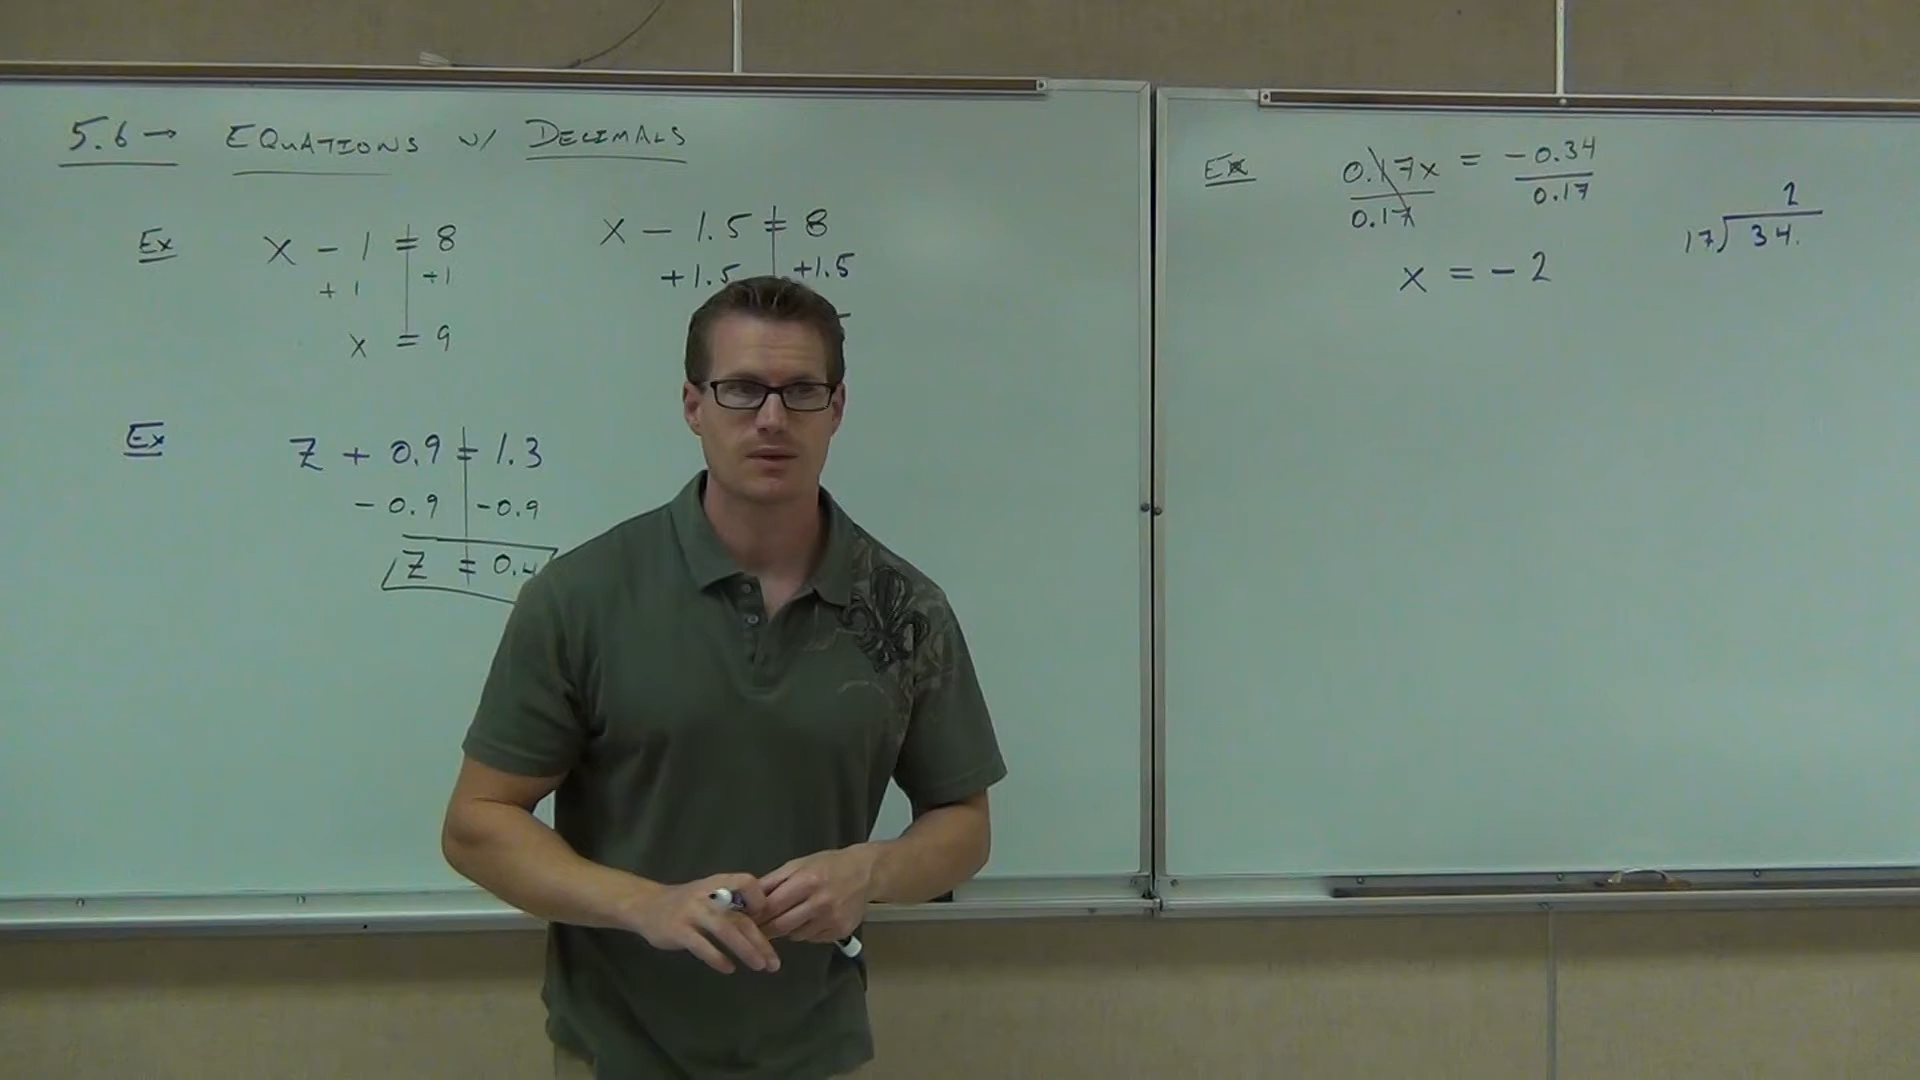 5.6 → EQUATIONS W/ DECIMALS
Ex
x - 1 = 8
+ 1 +1
x = 9
x - 1.5 = 8
+1.5 +1.5
Ex
z + 0.9 = 1.3
- 0.9 -0.9
z = 0.4
Ex
0.17x = -0.34
0.17 0.17
x = -2
2
17) 34.